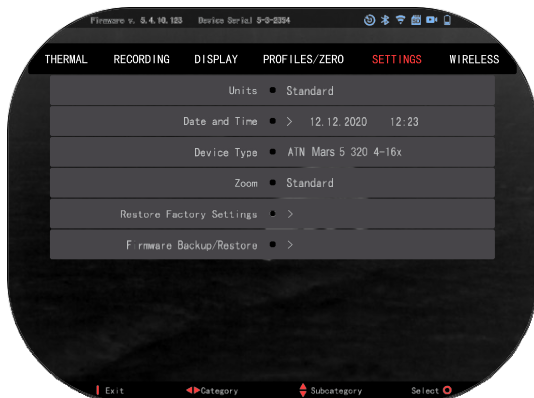 Firmware v. 5.4.10.123 Device Serial 5-3-2354
THERMAL RECORDING DISPLAY PROFILES/ZERO SETTINGS WIRELESS
Units Standard
Date and Time > 12.12.2020 12:23
Device Type ATN Mars 5 320 4-16x
Zoom Standard
Restore Factory Settings >
Firmware Backup/Restore >
Exit Category Subcategory Select